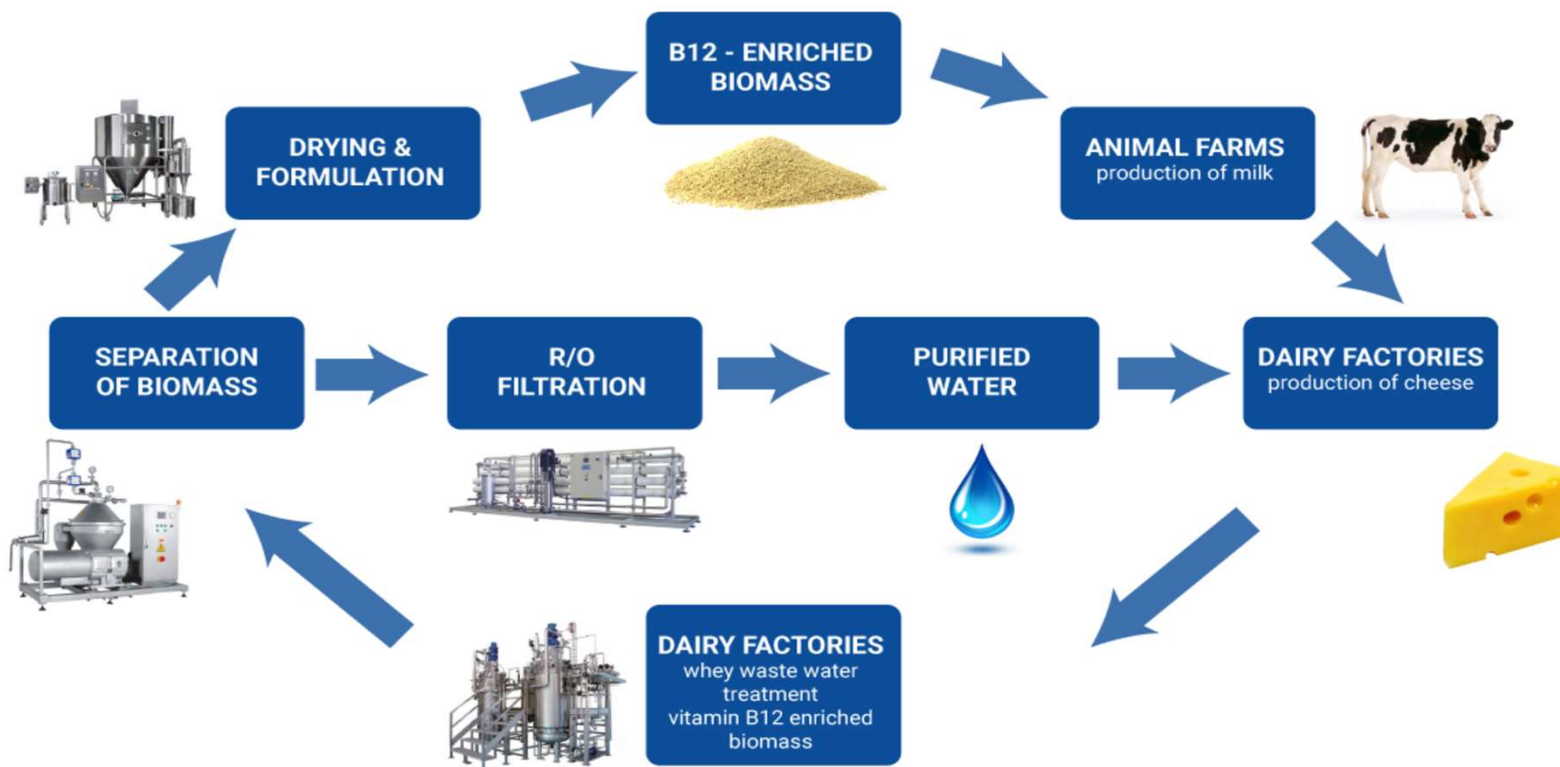 B12 - ENRICHED
BIOMASS
DRYING &
FORMULATION
ANIMAL FARMS
production of milk
SEPARATION
OF BIOMASS
R/O
FILTRATION
PURIFIED
WATER
DAIRY FACTORIES
production of cheese
DAIRY FACTORIES
whey waste water
treatment
vitamin B12 enriched
biomass